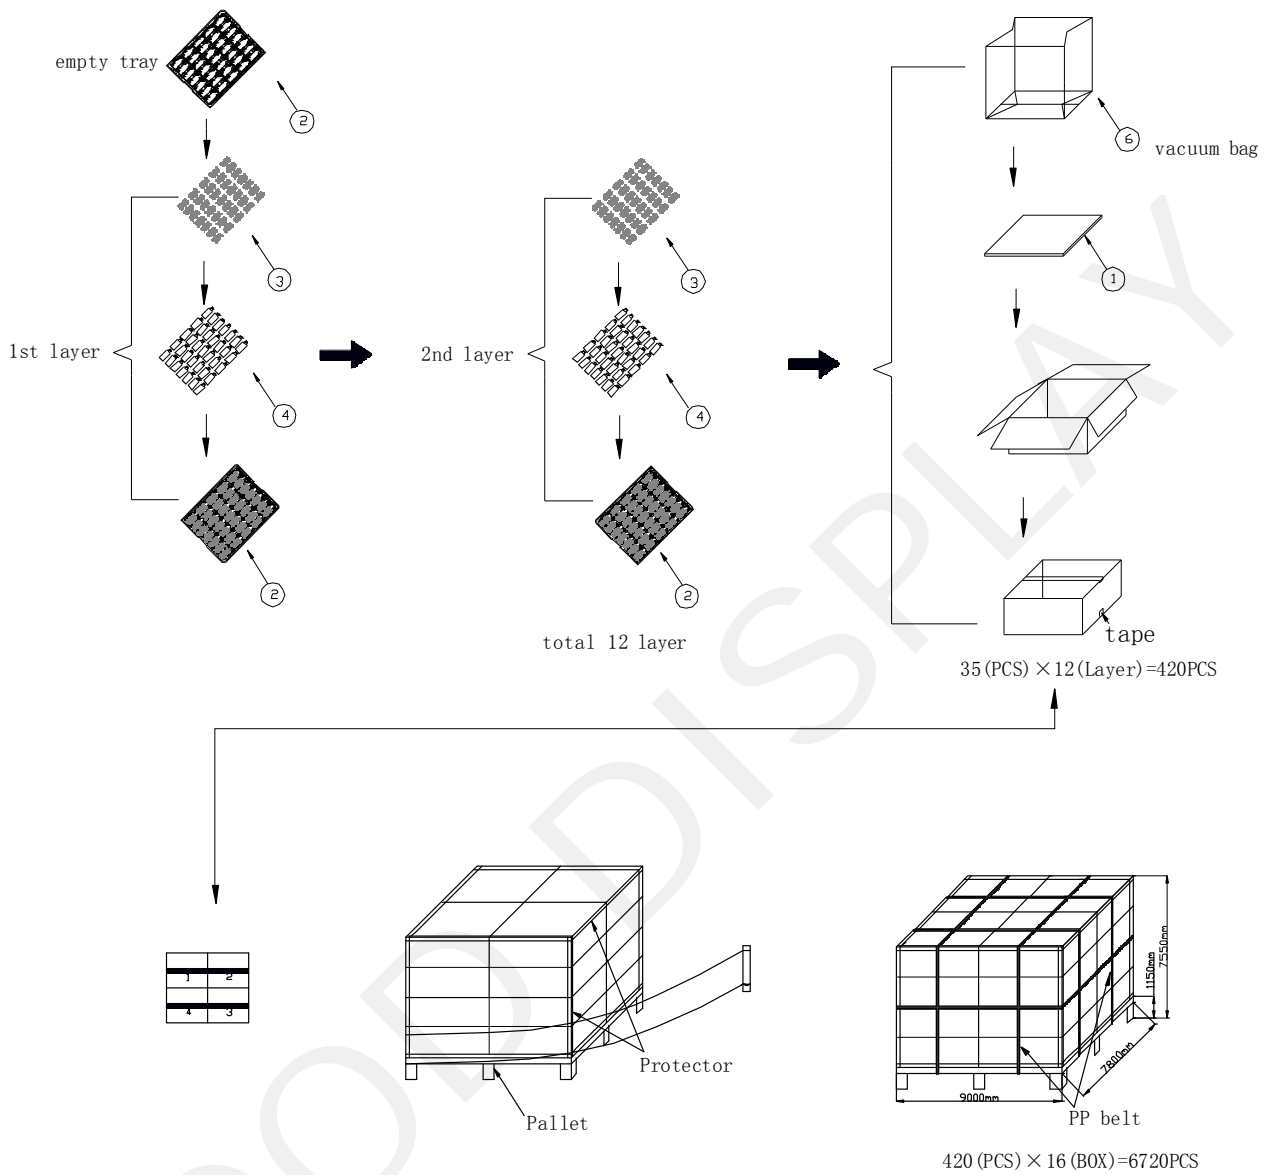 empty tray
2
3
1st layer
4
2
3
2nd layer
4
2
total 12 layer
6
vacuum bag
1
tape
35(PCS)×12(Layer)=420PCS
1 2
4 3
Protector
Pallet
7550mm
1150mm
7800mm
9000mm
PP belt
420(PCS)×16(BOX)=6720PCS
OOD DISPLAY